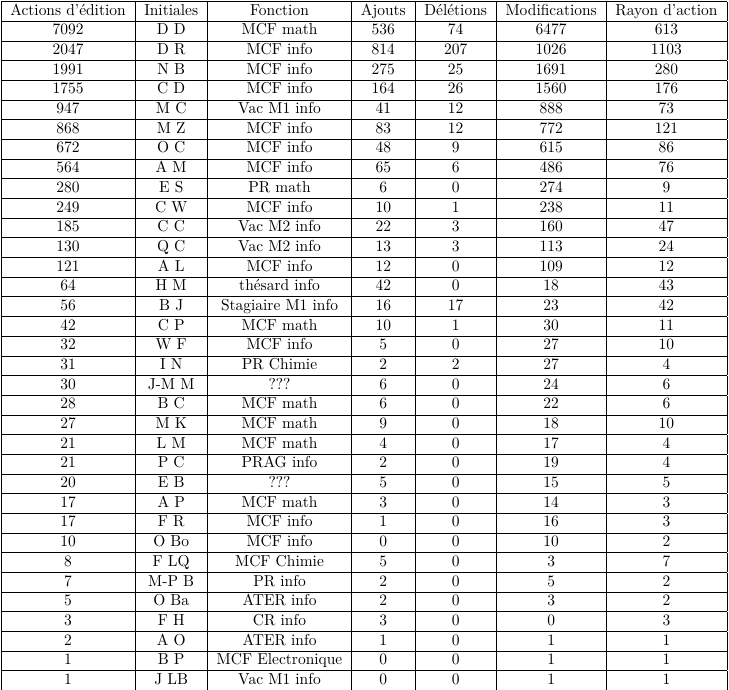 Actions d'édition Initiales Fonction Ajouts Délétions Modifications Rayon d'action
7092 D D MCF math 536 74 6477 613
2047 D R MCF info 814 207 1026 1103
1991 N B MCF info 275 25 1691 280
1755 C D MCF info 164 26 1560 176
947 M C Vac M1 info 41 12 888 73
868 M Z MCF info 83 12 772 121
672 O C MCF info 48 9 615 86
564 A M MCF info 65 6 486 76
280 E S PR math 6 0 274 9
249 C W MCF info 10 1 238 11
185 C C Vac M2 info 22 3 160 47
130 Q C Vac M2 info 13 3 113 24
121 A L MCF info 12 0 109 12
64 H M thésard info 42 0 18 43
56 B J Stagiaire M1 info 16 17 23 42
42 C P MCF math 10 1 30 11
32 W F MCF info 5 0 27 10
31 I N PR Chimie 2 2 27 4
30 J-M M ??? 6 0 24 6
28 B C MCF math 6 0 22 6
27 M K MCF math 9 0 18 10
21 L M MCF math 4 0 17 4
21 P C PRAG info 2 0 19 4
20 E B ??? 5 0 15 5
17 A P MCF math 3 0 14 3
17 F R MCF info 1 0 16 3
10 O Bo MCF info 0 0 10 2
8 F LQ MCF Chimie 5 0 3 7
7 M-P B PR info 2 0 5 2
5 O Ba ATER info 2 0 3 2
3 F H CR info 3 0 0 3
2 A O ATER info 1 0 1 1
1 B P MCF Electronique 0 0 1 1
1 J LB Vac M1 info 0 0 1 1